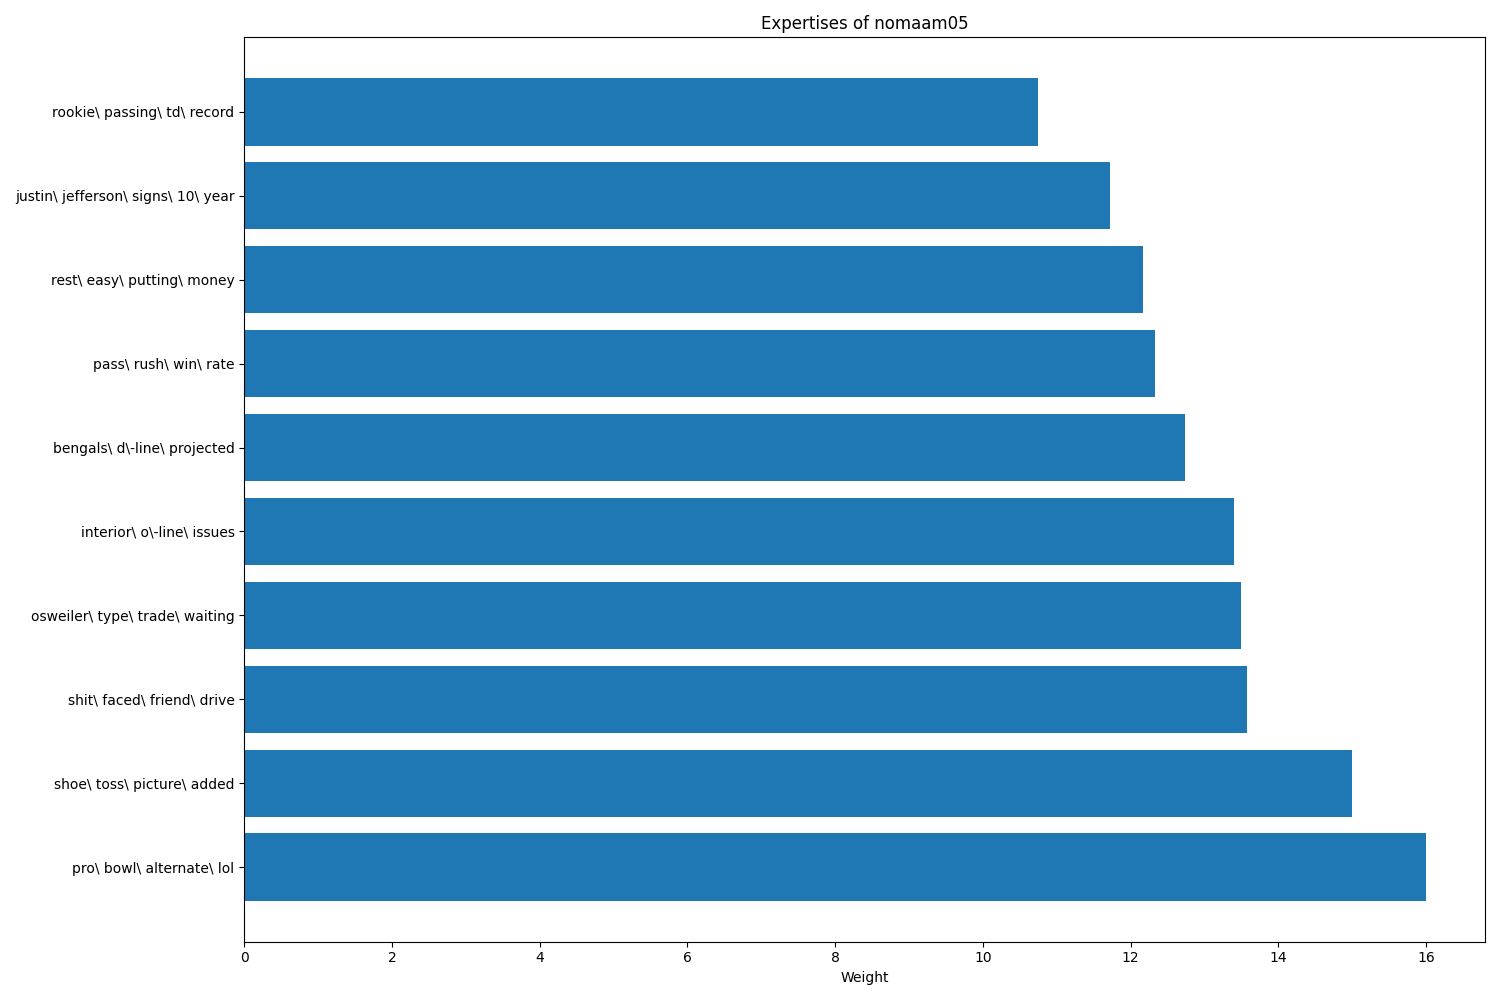 Expertises of nomaam05
rookie\ passing\ td\ record
justin\ jefferson\ signs\ 10\ year
rest\ easy\ putting\ money
pass\ rush\ win\ rate
bengals\ d\-line\ projected
interior\ o\-line\ issues
osweiler\ type\ trade\ waiting
shit\ faced\ friend\ drive
shoe\ toss\ picture\ added
pro\ bowl\ alternate\ lol
0 2 4 6 8 10 12 14 16
Weight